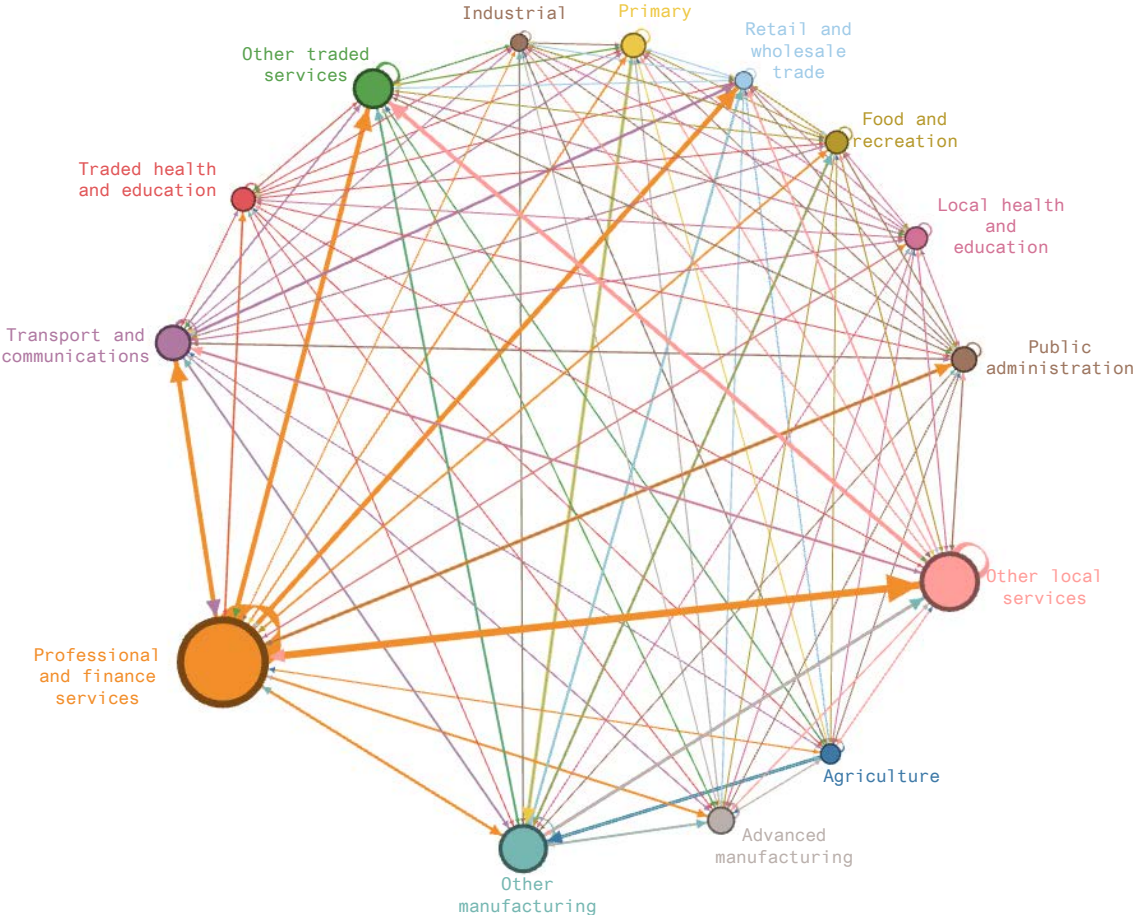 Industrial
Primary
Retail and
wholesale
trade
Other traded
services
Food and
recreation
Traded health
and education
Local health
and
education
Transport and
communications
Public
administration
Other local
services
Professional
and finance
services
Agriculture
Advanced
manufacturing
Other
manufacturing